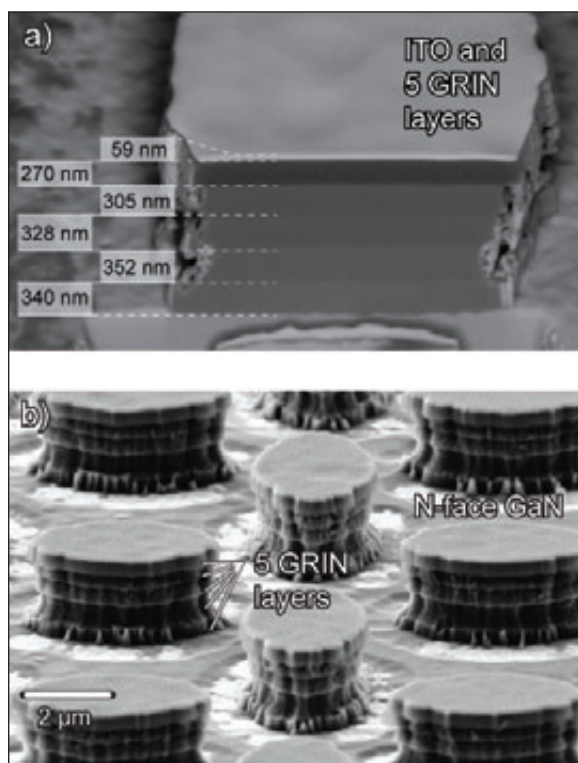 a)
ITO and
5 GRIN
layers
59 nm
270 nm
305 nm
328 nm
352 nm
340 nm
b)
N-face GaN
5 GRIN
layers
2 µm